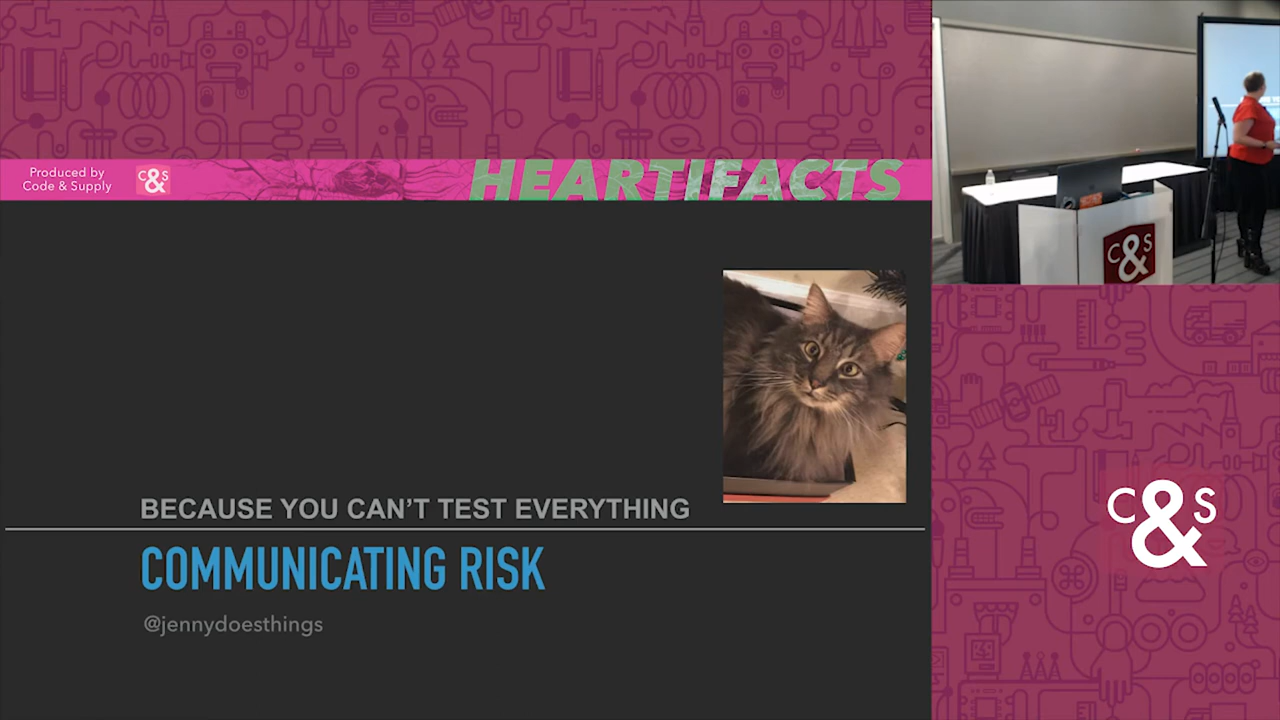 Produced by
Code & Supply
C&S
HEARTIFACTS
BECAUSE YOU CAN'T TEST EVERYTHING
COMMUNICATING RISK
@jennydoesthings
C&S
C&S